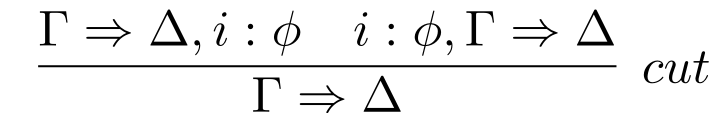 Γ ⇒ Δ, i : ϕ i : ϕ, Γ ⇒ Δ
cut
Γ ⇒ Δ